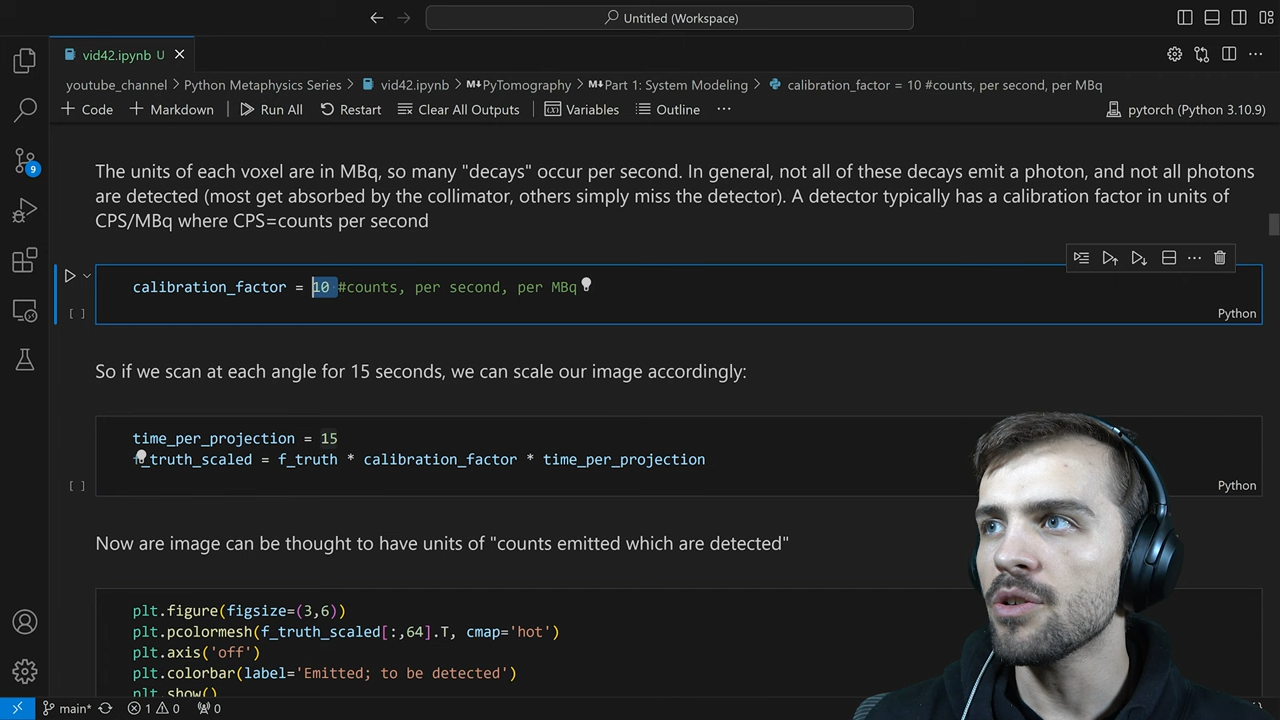 Untitled (Workspace)
vid42.ipynb U
youtube_channel > Python Metaphysics Series > vid42.ipynb > M↓PyTomography > M↓Part 1: System Modeling > calibration_factor = 10 #counts, per second, per MBq
+ Code + Markdown Run All Restart Clear All Outputs Variables Outline ... pytorch (Python 3.10.9)
The units of each voxel are in MBq, so many "decays" occur per second. In general, not all of these decays emit a photon, and not all photons
are detected (most get absorbed by the collimator, others simply miss the detector). A detector typically has a calibration factor in units of
CPS/MBq where CPS=counts per second
calibration_factor = 10 #counts, per second, per MBq
[ ] Python
So if we scan at each angle for 15 seconds, we can scale our image accordingly:
time_per_projection = 15
f_truth_scaled = f_truth * calibration_factor * time_per_projection
[ ] Python
Now are image can be thought to have units of "counts emitted which are detected"
plt.figure(figsize=(3,6))
plt.pcolormesh(f_truth_scaled[:,64].T, cmap='hot')
plt.axis('off')
plt.colorbar(label='Emitted; to be detected')
plt.show()
9
main* 1 0 0